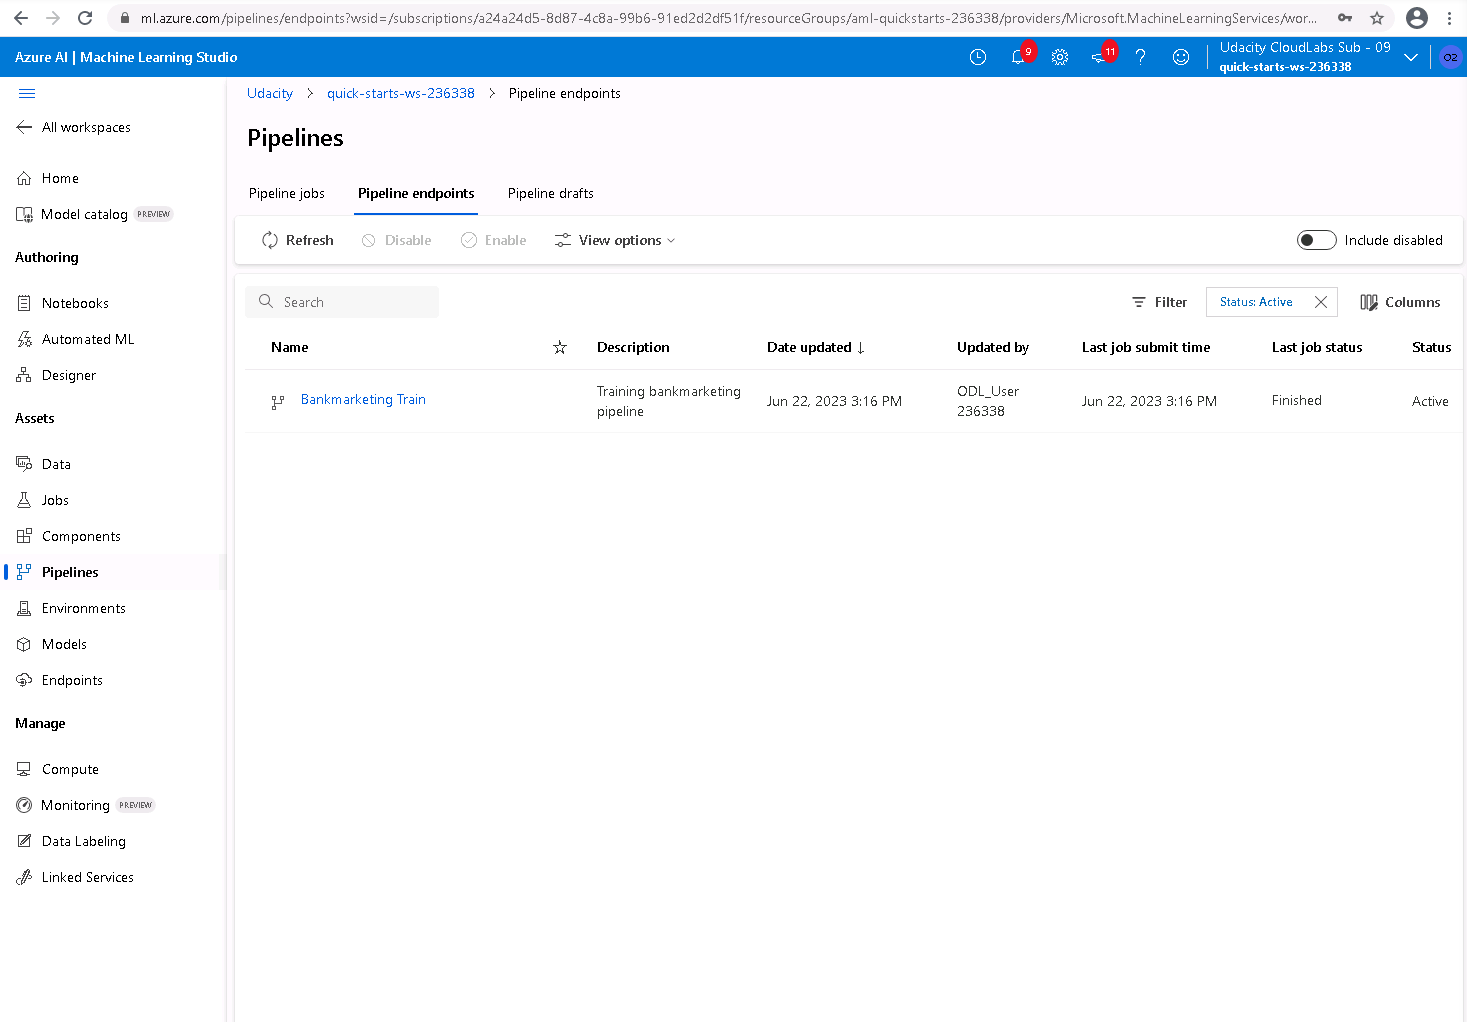 ml.azure.com/pipelines/endpoints?wsid=/subscriptions/a24a24d5-8d87-4c8a-99b6-91ed2d2df51f/resourceGroups/aml-quickstarts-236338/providers/Microsoft.MachineLearningServices/wor...
Azure AI | Machine Learning Studio
9
11
Udacity CloudLabs Sub - 09
quick-starts-ws-236338
O2
Udacity > quick-starts-ws-236338 > Pipeline endpoints
All workspaces
Home
Model catalog PREVIEW
Authoring
Notebooks
Automated ML
Designer
Assets
Data
Jobs
Components
Pipelines
Environments
Models
Endpoints
Manage
Compute
Monitoring PREVIEW
Data Labeling
Linked Services
Pipelines
Pipeline jobs Pipeline endpoints Pipeline drafts
Refresh Disable Enable View options Include disabled
Search Filter Status: Active Columns
Name Description Date updated ↓ Updated by Last job submit time Last job status Status
Bankmarketing Train Training bankmarketing pipeline Jun 22, 2023 3:16 PM ODL_User 236338 Jun 22, 2023 3:16 PM Finished Active